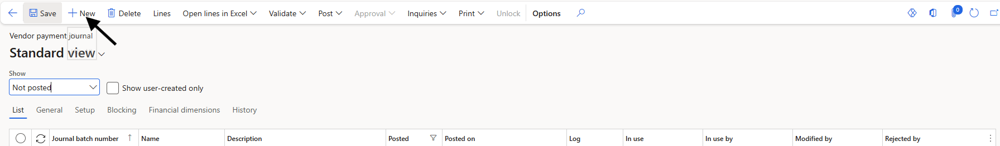 Save New Delete Lines Open lines in Excel Validate Post Approval Inquiries Print Unlock Options 0
Vendor payment journal
Standard view
Show
Not posted Show user-created only
List General Setup Blocking Financial dimensions History
Journal batch number Name Description Posted Posted on Log In use In use by Modified by Rejected by